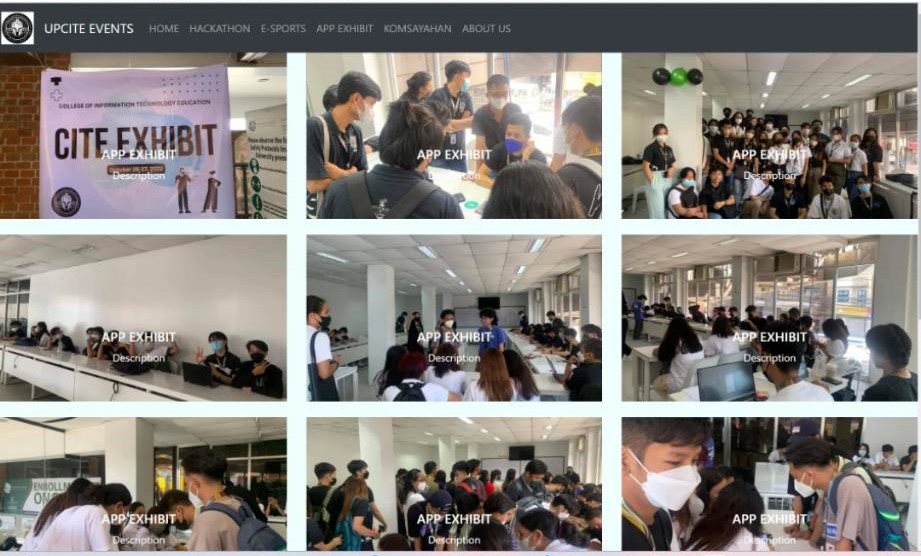 UPCITE EVENTS HOME HACKATHON E-SPORTS APP EXHIBIT KOMSAYAHAN ABOUT US
COLLEGE OF INFORMATION TECHNOLOGY EDUCATION
CITE EXHIBIT
APP EXHIBIT
Description
APP EXHIBIT
Description
APP EXHIBIT
Description
APP EXHIBIT
Description
APP EXHIBIT
Description
APP EXHIBIT
Description
APP EXHIBIT
Description
APP EXHIBIT
Description
APP EXHIBIT
Description